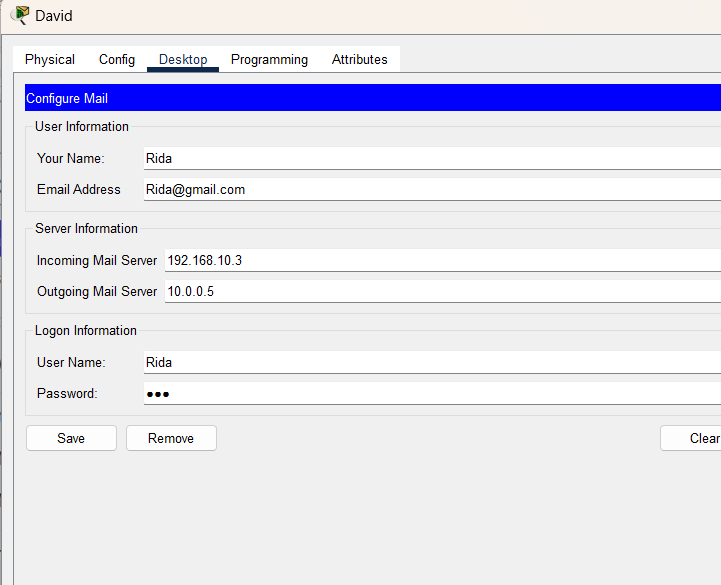 David
Physical Config Desktop Programming Attributes
Configure Mail
User Information
Your Name: Rida
Email Address Rida@gmail.com
Server Information
Incoming Mail Server 192.168.10.3
Outgoing Mail Server 10.0.0.5
Logon Information
User Name: Rida
Password: •••
Save Remove Clear